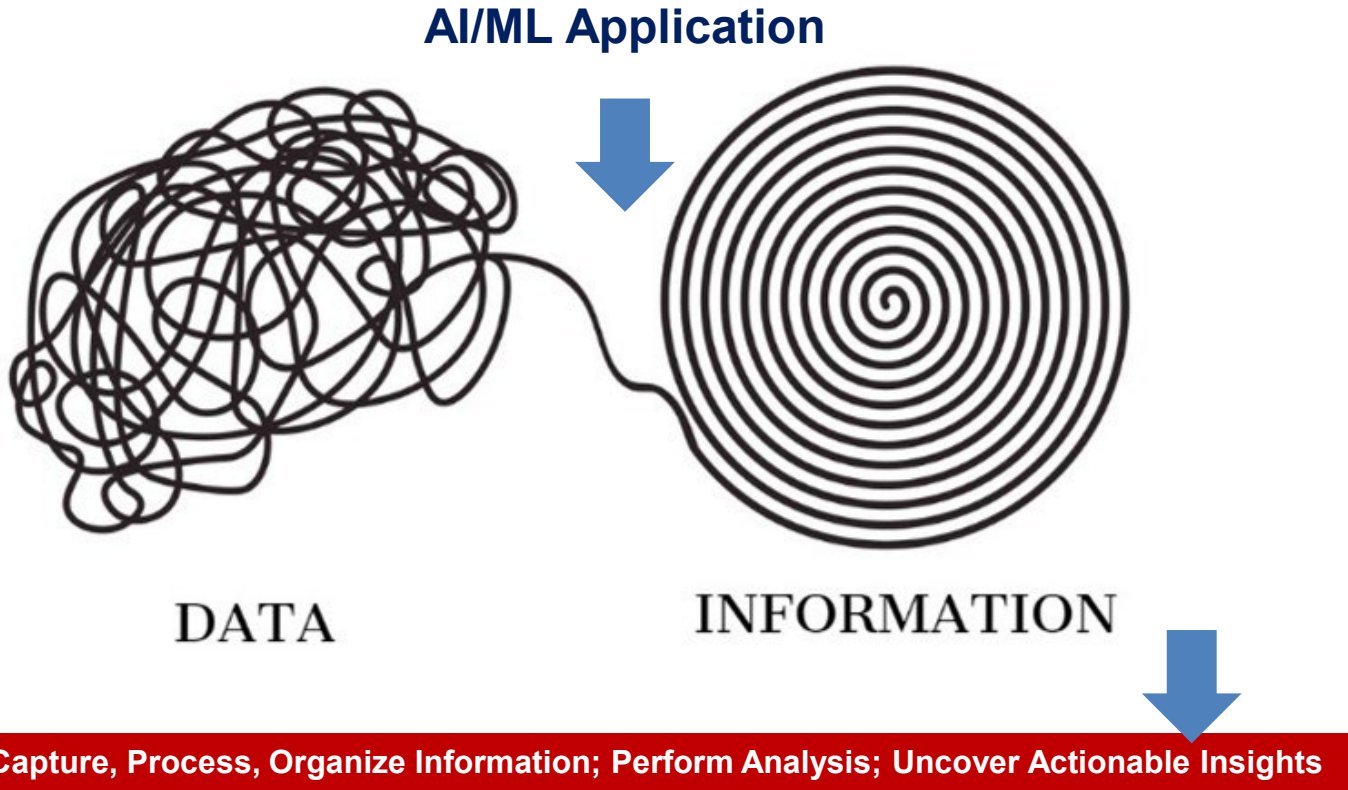 AI/ML Application
DATA
INFORMATION
Capture, Process, Organize Information; Perform Analysis; Uncover Actionable Insights